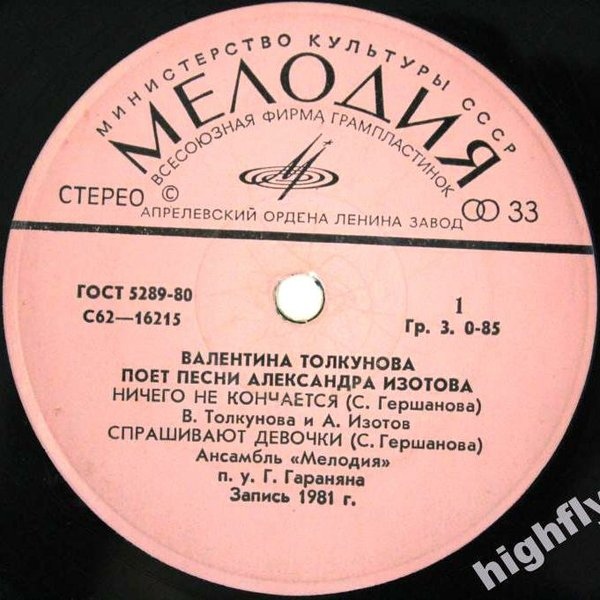 МИНИСТЕРСТВО КУЛЬТУРЫ СССР
МЕЛОДИЯ
ВСЕСОЮЗНАЯ ФИРМА ГРАМПЛАСТИНОК
СТЕРЕО ©
33
АПРЕЛЕВСКИЙ ОРДЕНА ЛЕНИНА ЗАВОД
ГОСТ 5289-80
С62—16215
1
Гр. 3. 0-85
ВАЛЕНТИНА ТОЛКУНОВА
ПОЕТ ПЕСНИ АЛЕКСАНДРА ИЗОТОВА
НИЧЕГО НЕ КОНЧАЕТСЯ (С. Гершанова)
В. Толкунова и А. Изотов
СПРАШИВАЮТ ДЕВОЧКИ (С. Гершанова)
Ансамбль «Мелодия»
п. у. Г. Гараняна
Запись 1981 г.
highfly